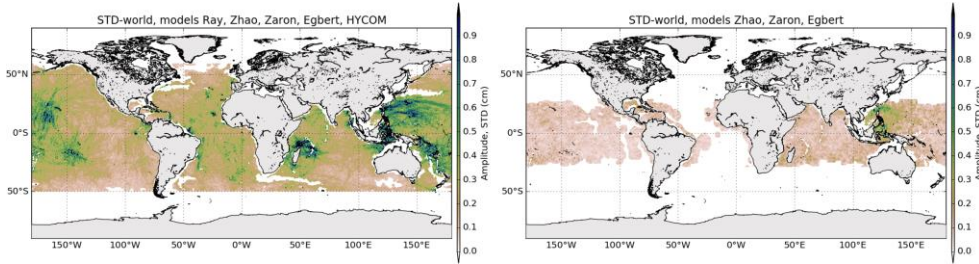 STD-world, models Ray, Zhao, Zaron, Egbert, HYCOM
50°N
0°S
50°S
150°W 100°W 50°W 0°W 50°E 100°E 150°E
0.9
0.8
0.7
0.6
0.5
0.4
0.3
0.2
0.1
0.0
Amplitude, STD (cm)
STD-world, models Zhao, Zaron, Egbert
50°N
0°S
50°S
150°W 100°W 50°W 0°W 50°E 100°E 150°E
0.9
0.8
0.7
0.6
0.5
0.4
0.3
0.2
0.1
0.0
Amplitude, STD (cm)